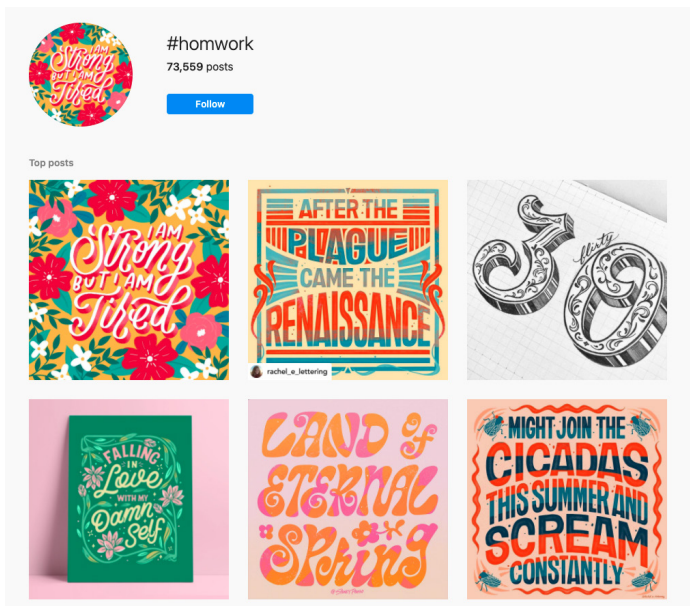 #homwork
73,559 posts
Follow
Top posts
I AM
Strong
BUT I AM
Tired
I AM
Strong
BUT I AM
Tired
AFTER THE
PLAGUE
CAME THE
RENAISSANCE
rachel_e_lettering
30
flirty
FALLING
IN
Love
WITH MY
Damn
Self
LAND of
ETERNAL
SPRING
MIGHT JOIN THE
CICADAS
THIS SUMMER AND
SCREAM
CONSTANTLY